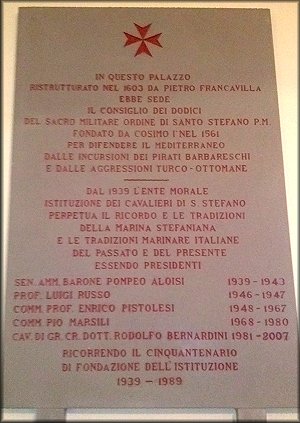 IN QUESTO PALAZZO
RISTRUTTURATO NEL 1603 DA PIETRO FRANCAVILLA
EBBE SEDE
IL CONSIGLIO DEI DODICI
DEL SACRO MILITARE ORDINE DI SANTO STEFANO P.M.
FONDATO DA COSIMO I° NEL 1561
PER DIFENDERE IL MEDITERRANEO
DALLE INCURSIONI DEI PIRATI BARBARESCHI
E DALLE AGGRESSIONI TURCO-OTTOMANE
DAL 1939 L'ENTE MORALE
ISTITUZIONE DEI CAVALIERI DI S. STEFANO
PERPETUA IL RICORDO E LE TRADIZIONI
DELLA MARINA STEFANIANA
E LE TRADIZIONI MARINARE ITALIANE
DEL PASSATO E DEL PRESENTE
ESSENDO PRESIDENTI
SEN. AMM. BARONE POMPEO ALOISI 1939-1943
PROF. LUIGI RUSSO 1946-1947
COMM. PROF. ENRICO PISTOLESI 1948-1967
COMM. PIO MARSILI 1968-1980
CAV. DI GR. CR. DOTT. RODOLFO BERNARDINI 1981-2007
RICORRENDO IL CINQUANTENARIO
DI FONDAZIONE DELL'ISTITUZIONE
1939-1989